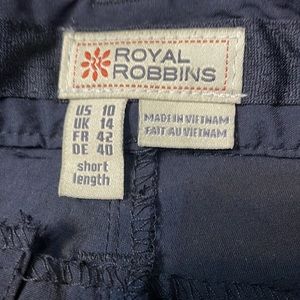 ROYAL
ROBBINS
US 10
UK 14
FR 42
DE 40
short
length
MADE IN VIETNAM
FAIT AU VIETNAM